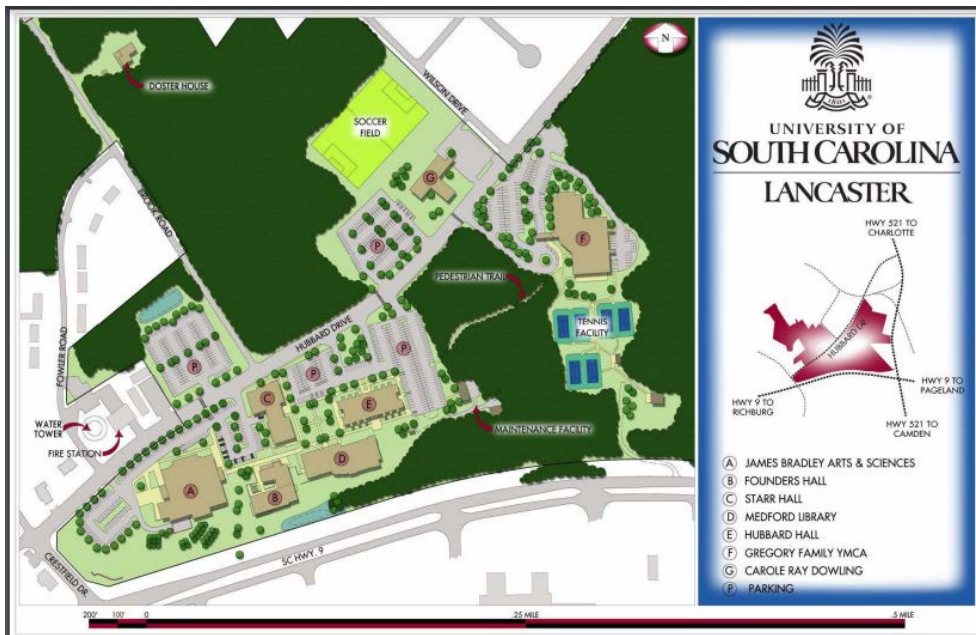 DOSTER HOUSE
SOCCER
FIELD
WILSON DRIVE
N
G
BROOK ROAD
P
F
PEDESTRIAN TRAIL
TENNIS
FACILITY
HUBBARD DRIVE
FOWLER ROAD
P
P
P
C
E
WATER
TOWER
FIRE STATION
MAINTENANCE FACILITY
D
A
B
SC HWY. 9
CRESTFIELD DR.
200'
100'
0
.25 MILE
.5 MILE
1801
UNIVERSITY OF
SOUTH CAROLINA
LANCASTER
HWY 521 TO
CHARLOTTE
HUBBARD DR.
HWY 9 TO
PAGELAND
HWY 9 TO
RICHBURG
HWY 521 TO
CAMDEN
A JAMES BRADLEY ARTS & SCIENCES
B FOUNDERS HALL
C STARR HALL
D MEDFORD LIBRARY
E HUBBARD HALL
F GREGORY FAMILY YMCA
G CAROLE RAY DOWLING
P PARKING